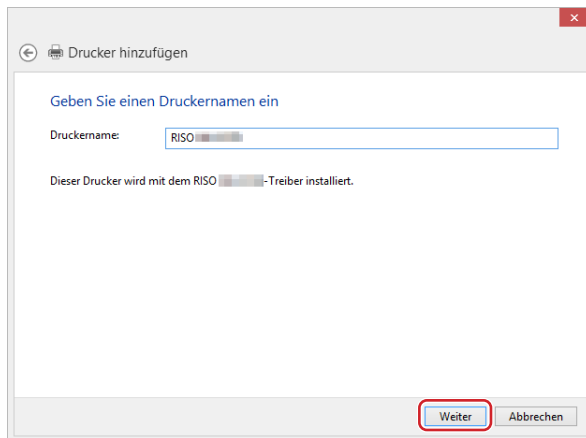 Drucker hinzufügen
Geben Sie einen Druckernamen ein
Druckername: RISO
Dieser Drucker wird mit dem RISO -Treiber installiert.
Weiter Abbrechen